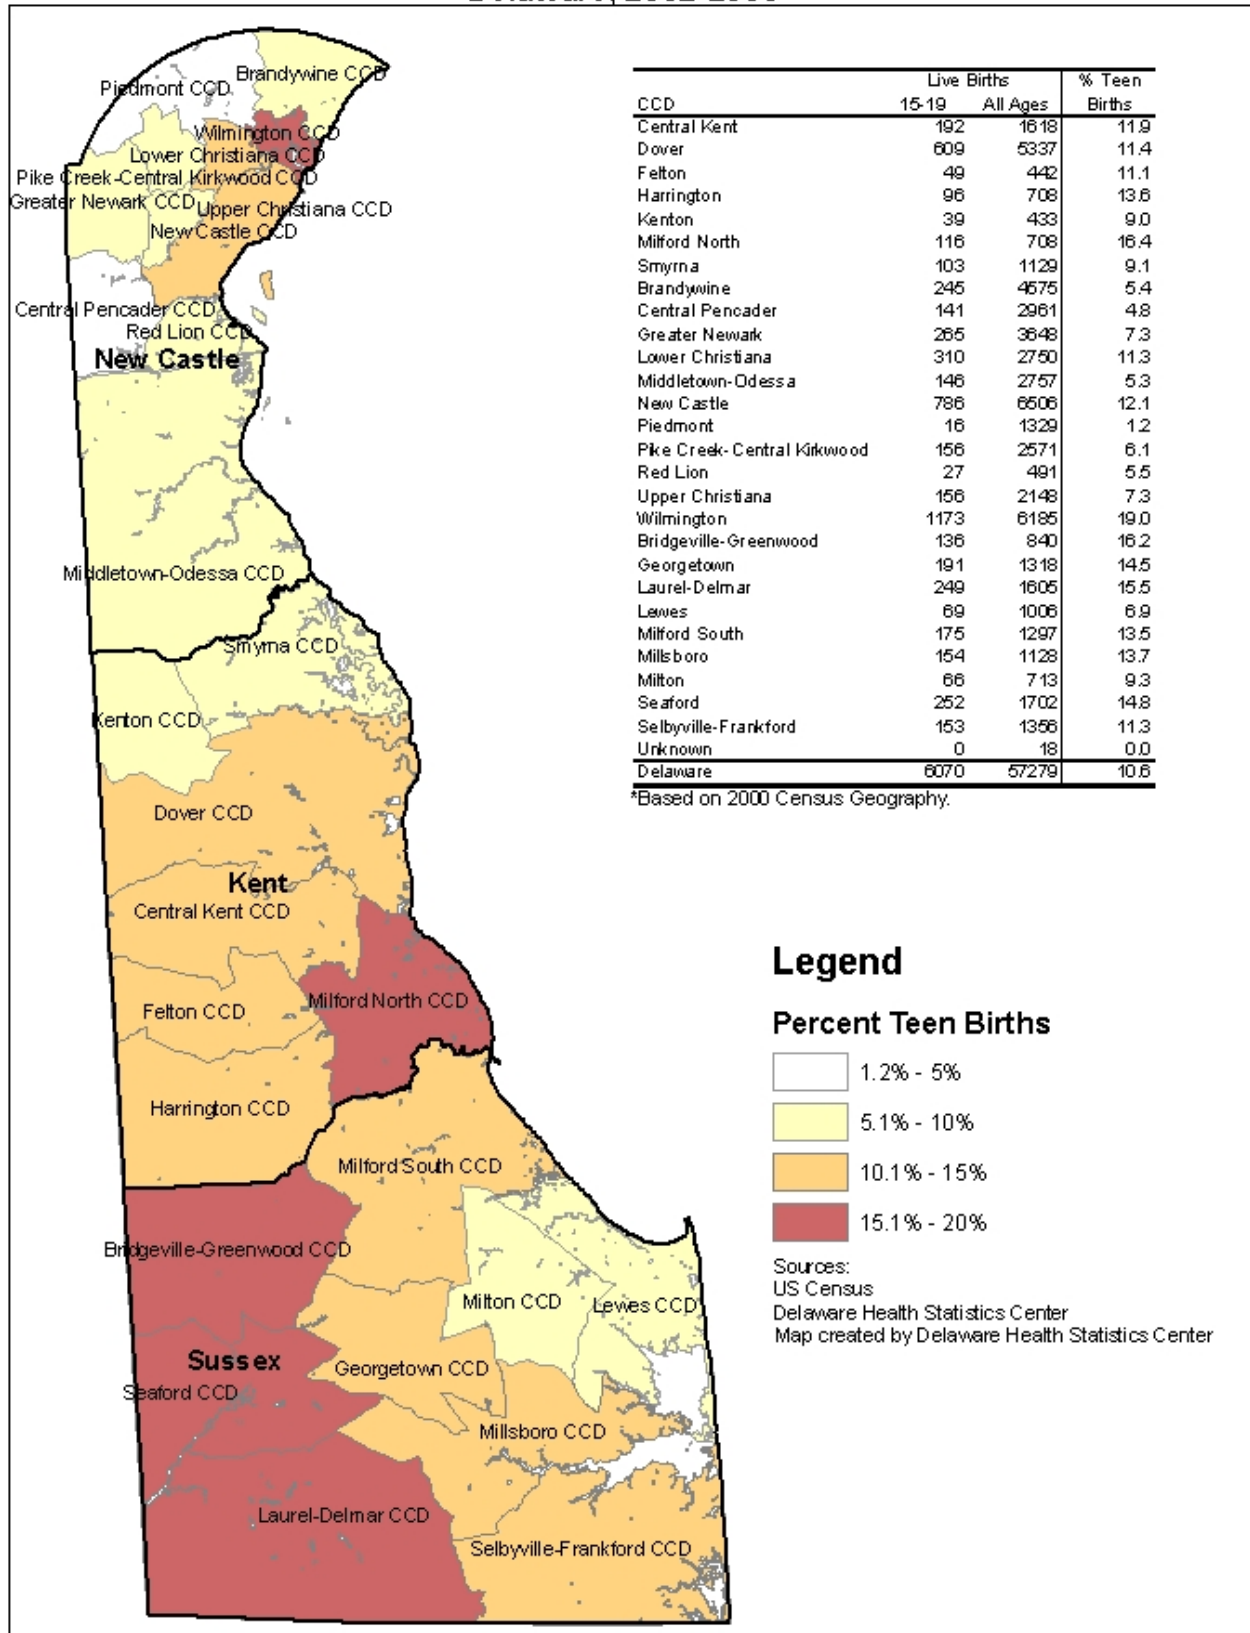 Piedmont CCD
Brandywine CCD
Wilmington CCD
Lower Christiana CCD
Pike Creek-Central Kirkwood CCD
Greater Newark CCD
Upper Christiana CCD
New Castle CCD
Central Pencader CCD
Red Lion CCD
New Castle
Middletown-Odessa CCD
Smyrna CCD
Kenton CCD
Dover CCD
Kent
Central Kent CCD
Milford North CCD
Felton CCD
Harrington CCD
Milford South CCD
Bridgeville-Greenwood CCD
Milton CCD
Lewes CCD
Sussex
Georgetown CCD
Seaford CCD
Millsboro CCD
Laurel-Delmar CCD
Selbyville-Frankford CCD
Live Births % Teen
CCD 15-19 All Ages Births
Central Kent 192 1618 11.9
Dover 609 5337 11.4
Felton 49 442 11.1
Harrington 96 708 13.6
Kenton 39 433 9.0
Milford North 116 708 16.4
Smyrna 103 1129 9.1
Brandywine 245 4575 5.4
Central Pencader 141 2961 4.8
Greater Newark 265 3648 7.3
Lower Christiana 310 2750 11.3
Middletown-Odessa 146 2757 5.3
New Castle 786 6506 12.1
Piedmont 16 1329 1.2
Pike Creek-Central Kirkwood 156 2571 6.1
Red Lion 27 491 5.5
Upper Christiana 156 2148 7.3
Wilmington 1173 6185 19.0
Bridgeville-Greenwood 136 840 16.2
Georgetown 191 1318 14.5
Laurel-Delmar 249 1605 15.5
Lewes 69 1006 6.9
Milford South 175 1297 13.5
Millsboro 154 1128 13.7
Milton 66 713 9.3
Seaford 252 1702 14.8
Selbyville-Frankford 153 1356 11.3
Unknown 0 18 0.0
Delaware 6070 57279 10.6
*Based on 2000 Census Geography.
Legend
Percent Teen Births
1.2% - 5%
5.1% - 10%
10.1% - 15%
15.1% - 20%
Sources:
US Census
Delaware Health Statistics Center
Map created by Delaware Health Statistics Center